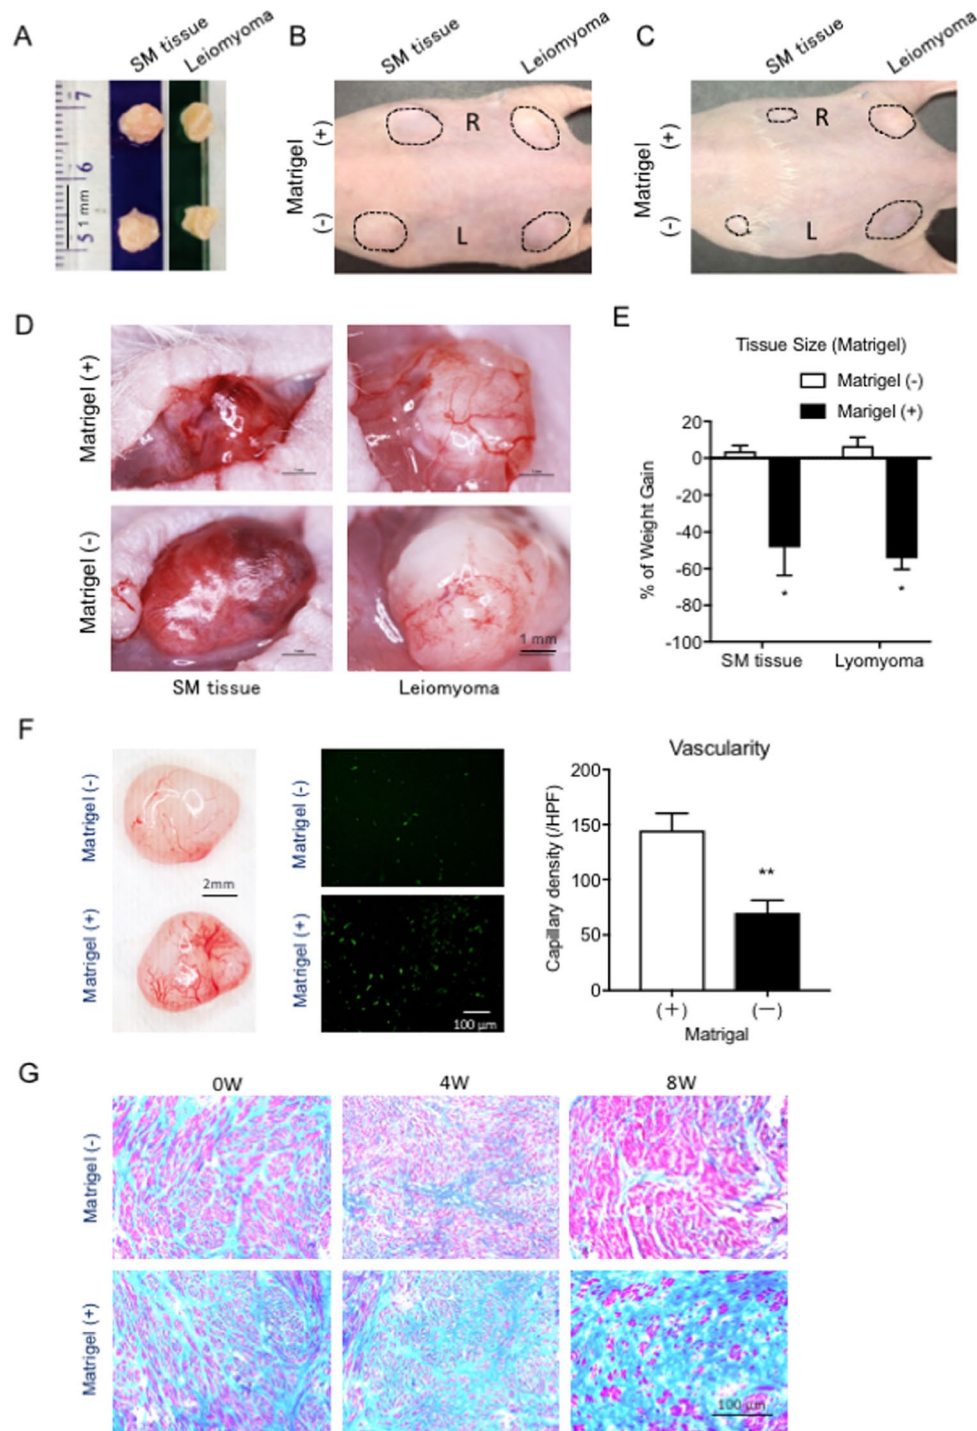 A
SM tissue
Leiomyoma
7
6
5
1 mm
B
SM tissue
Leiomyoma
Matrigel
(+)
(-)
R
L
C
SM tissue
Leiomyoma
Matrigel
(+)
(-)
R
L
D
Matrigel (+)
Matrigel (-)
1 mm
SM tissue
Leiomyoma
E
Tissue Size (Matrigel)
Matrigel (-)
Marigel (+)
% of Weight Gain
20
0
-20
-40
-60
-80
-100
*
*
SM tissue
Lyomyoma
F
Matrigel (-)
Matrigel (+)
2mm
Matrigel (-)
Matrigel (+)
100 µm
Vascularity
Capillary density (/HPF)
200
150
100
50
0
**
(+)
(-)
Matrigal
G
0W
4W
8W
Matrigel (-)
Matrigel (+)
100 µm